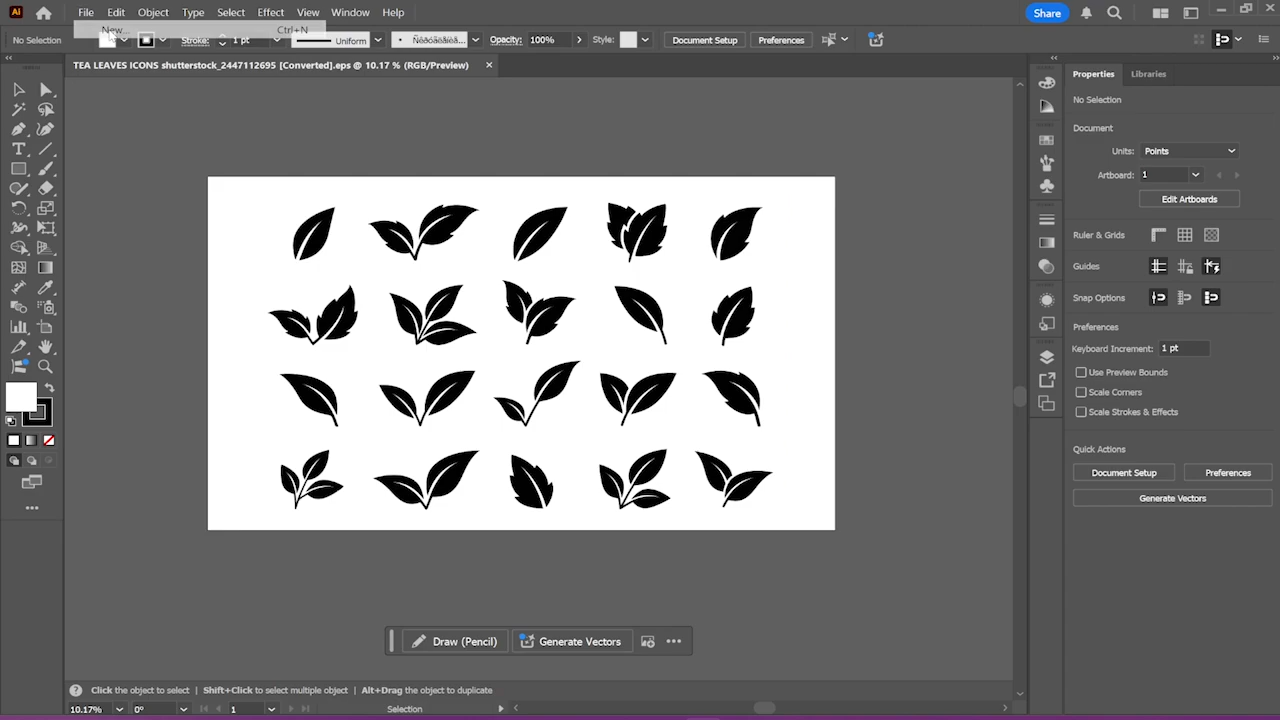 Ai File Edit Object Type Select Effect View Window Help Share
New... Ctrl+N
No Selection Stroke: 1 pt Uniform Opacity: 100% Style: Document Setup Preferences
TEA LEAVES ICONS shutterstock_2447112695 [Converted].eps @ 10.17 % (RGB/Preview) ×
Properties Libraries
No Selection
Document
Units: Points
Artboard: 1
Edit Artboards
Ruler & Grids
Guides
Snap Options
Preferences
Keyboard Increment: 1 pt
Use Preview Bounds
Scale Corners
Scale Strokes & Effects
Quick Actions
Document Setup Preferences
Generate Vectors
Draw (Pencil) Generate Vectors
Click the object to select Shift+Click to select multiple object Alt+Drag the object to duplicate
10.17% 0° 1 Selection